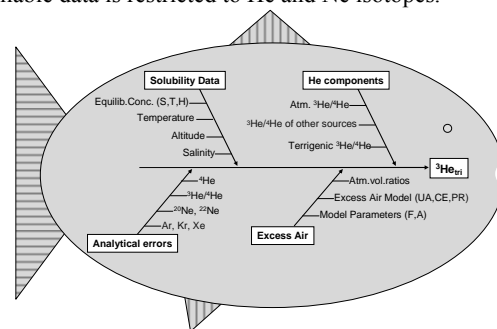 nable data is restricted to He and Ne isotopes.
Solubility Data
Equilib.Conc. (S,T,H)
Temperature
Altitude
Salinity
He components
Atm. ³He/⁴He
³He/⁴He of other sources
Terrigenic ³He/⁴He
³Heₜᵣᵢ
⁴He
³He/⁴He
²⁰Ne, ²²Ne
Ar, Kr, Xe
Analytical errors
Atm.vol.ratios
Excess Air Model (UA,CE,PR)
Model Parameters (F,A)
Excess Air